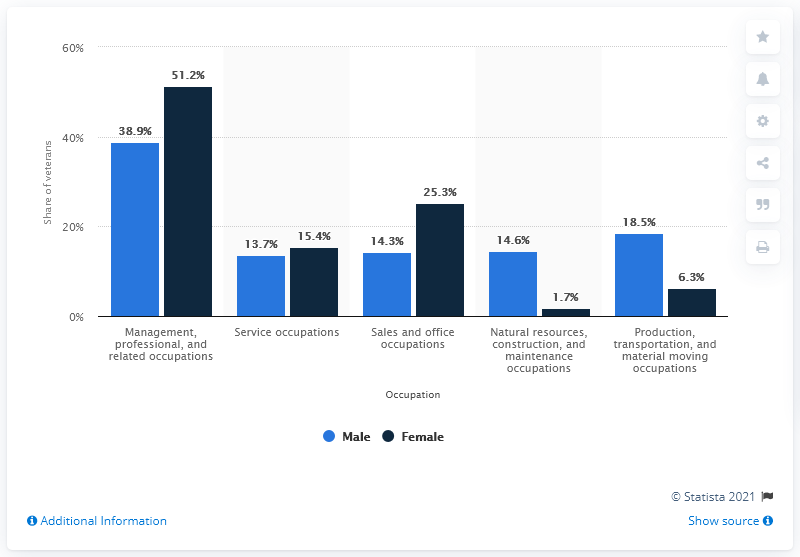 60%
51.2%
38.9%
40%
Share of veterans
25.3%
20%
18.5%
15.4%
14.6%
14.3%
13.7%
6.3%
1.7%
0%
Management, professional, and related occupations
Service occupations
Sales and office occupations
Natural resources, construction, and maintenance occupations
Production, transportation, and material moving occupations
Occupation
Male Female
© Statista 2021
Additional Information
Show source